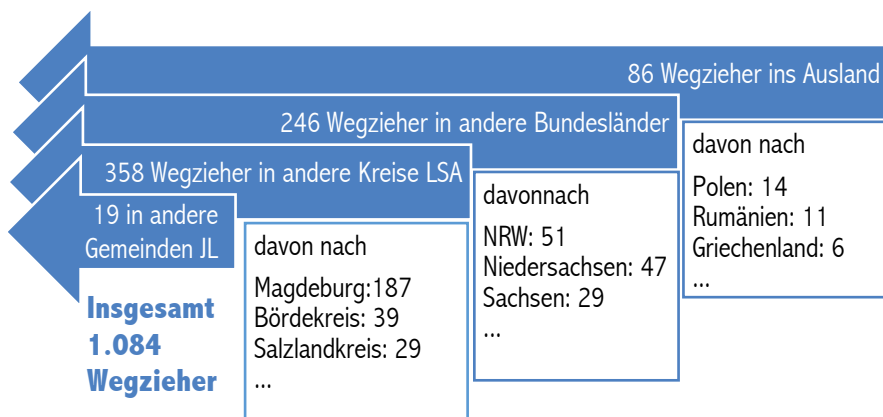 86 Wegzieher ins Ausland
246 Wegzieher in andere Bundesländer
358 Wegzieher in andere Kreise LSA
19 in andere
Gemeinden JL
Insgesamt
1.084
Wegzieher
davon nach
Magdeburg:187
Bördekreis: 39
Salzlandkreis: 29
...
davonnach
NRW: 51
Niedersachsen: 47
Sachsen: 29
...
davon nach
Polen: 14
Rumänien: 11
Griechenland: 6
...